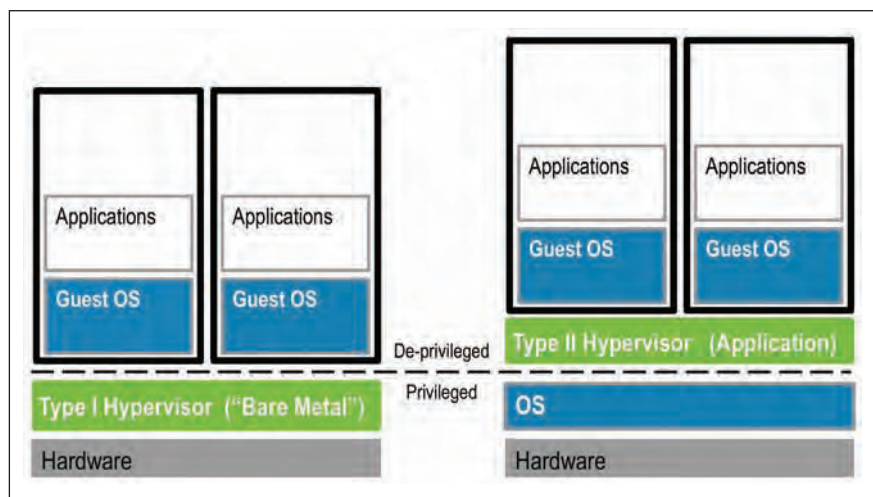 Applications
Applications
Guest OS
Guest OS
Type I Hypervisor ("Bare Metal")
Hardware
De-privileged
Privileged
Applications
Applications
Guest OS
Guest OS
Type II Hypervisor (Application)
OS
Hardware